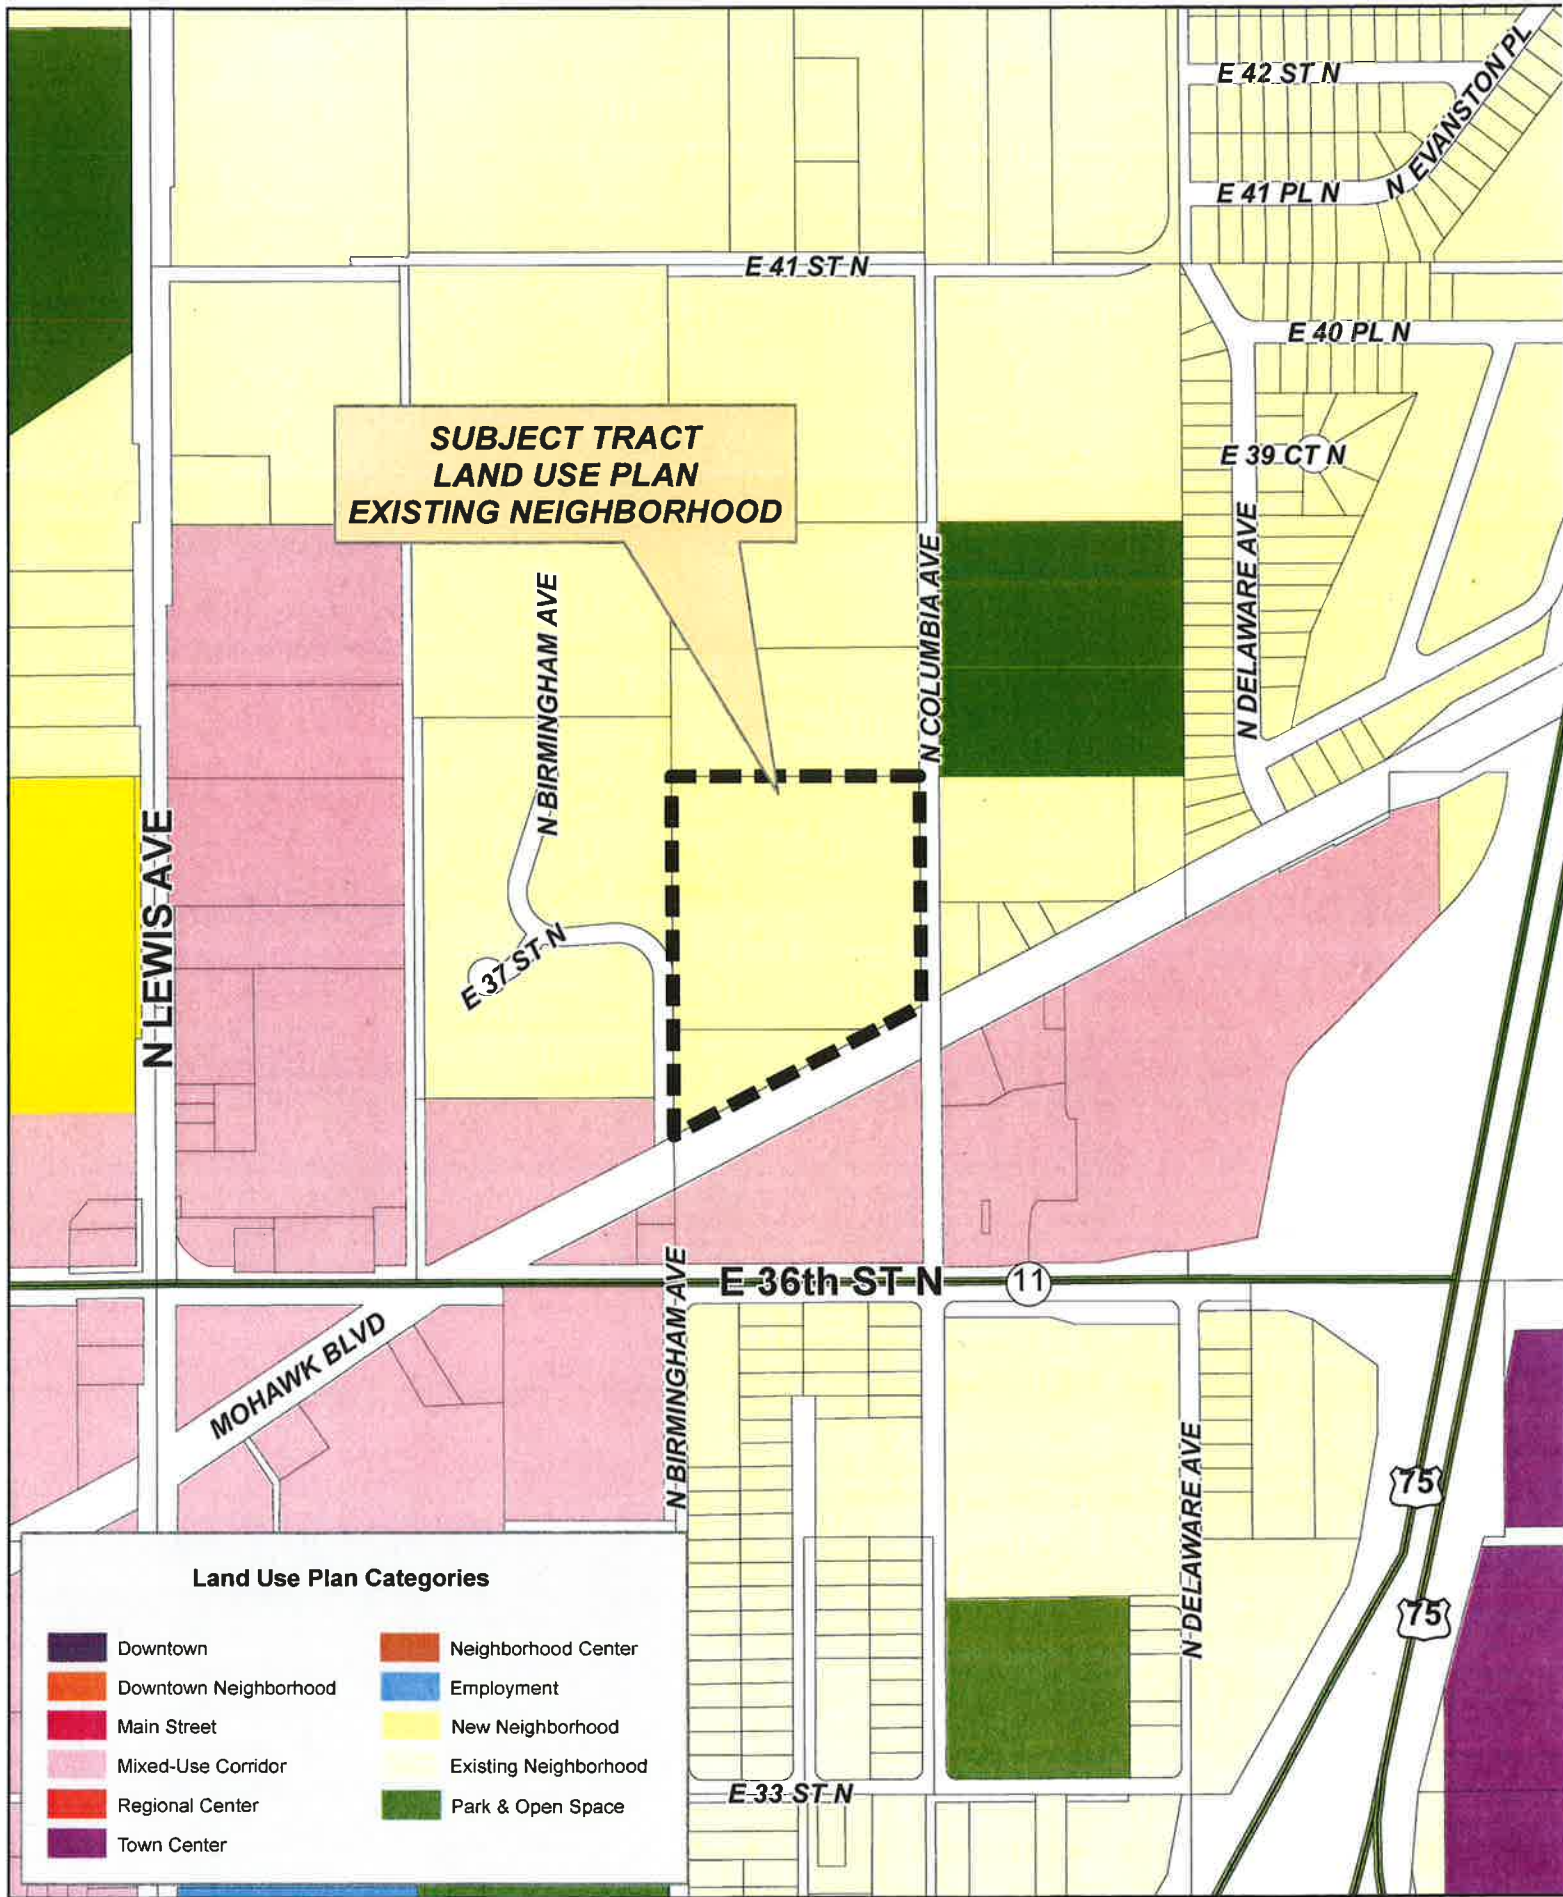 E 42 ST N
N EVANSTON PL
E 41 PL N
E 41 ST N
E 40 PL N
SUBJECT TRACT
LAND USE PLAN
EXISTING NEIGHBORHOOD
E 39 CT N
N DELAWARE AVE
N COLUMBIA AVE
N BIRMINGHAM AVE
N LEWIS AVE
E 37 ST N
E 36th ST N
11
N BIRMINGHAM AVE
MOHAWK BLVD
N DELAWARE AVE
75
75
E 33 ST N
Land Use Plan Categories
Downtown
Downtown Neighborhood
Main Street
Mixed-Use Corridor
Regional Center
Town Center
Neighborhood Center
Employment
New Neighborhood
Existing Neighborhood
Park & Open Space